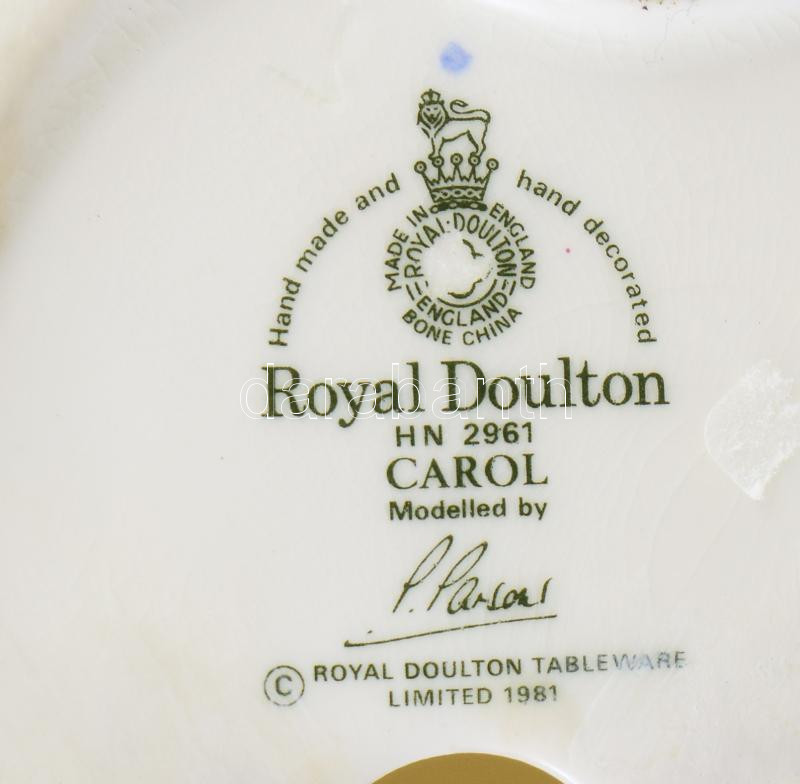 Hand made and hand decorated
MADE IN ENGLAND
ROYAL·DOULTON
ENGLAND
BONE CHINA
Royal Doulton
darabanth
HN 2961
CAROL
Modelled by
P. Parsons
© ROYAL DOULTON TABLEWARE
LIMITED 1981